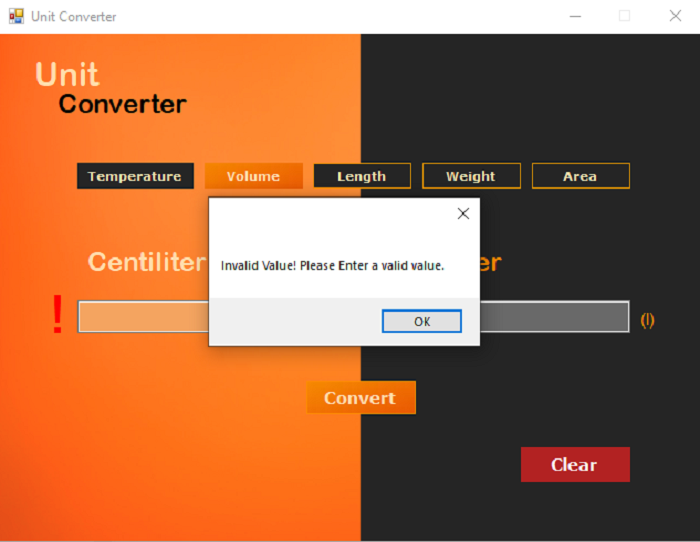 Unit Converter
Unit
Converter
Temperature Volume Length Weight Area
Invalid Value! Please Enter a valid value.
Centiliter
! (l)
OK
Convert
Clear